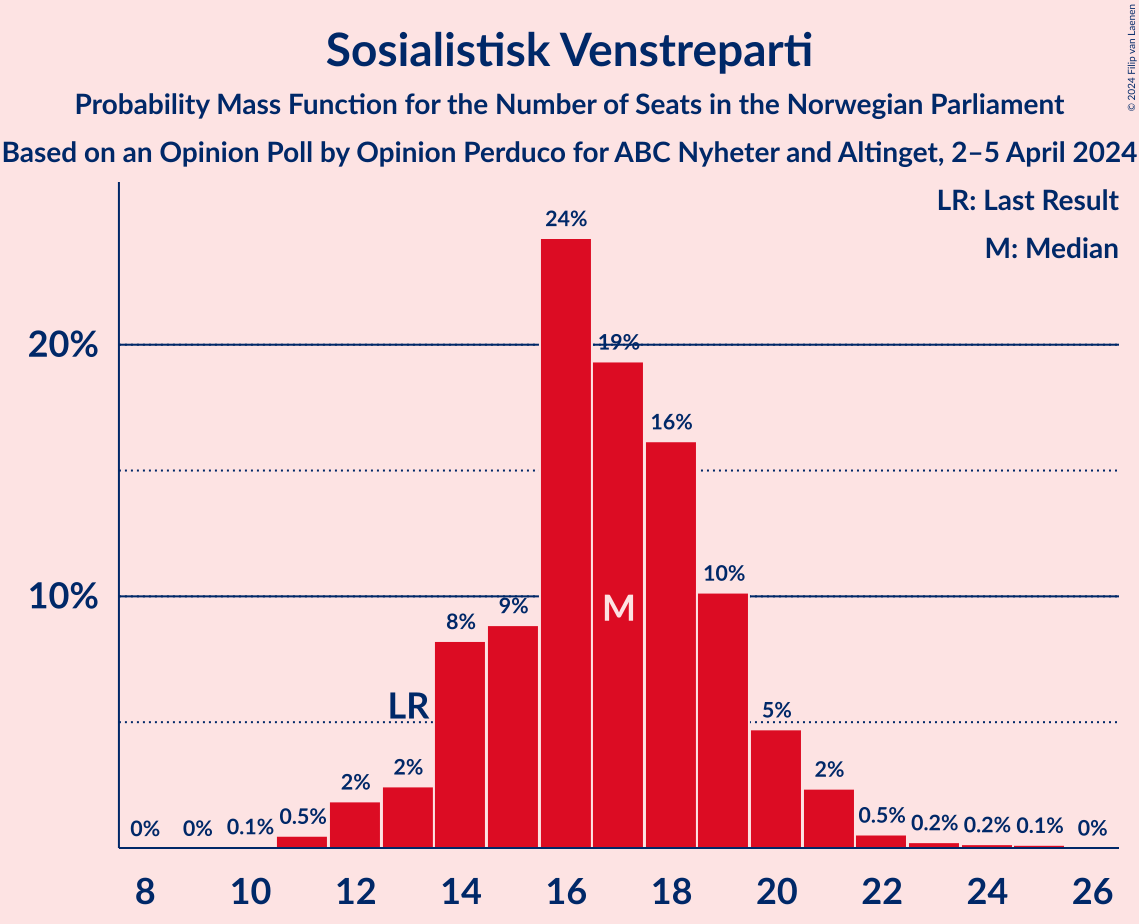 © 2024 Filip van Laenen
Sosialistisk Venstreparti
Probability Mass Function for the Number of Seats in the Norwegian Parliament
Based on an Opinion Poll by Opinion Perduco for ABC Nyheter and Altinget, 2–5 April 2024
LR: Last Result
M: Median
24%
20%
19%
16%
10%
10%
9%
8%
M
LR
5%
2%
2%
2%
0% 0% 0.1% 0.5% 0.5% 0.2% 0.2% 0.1% 0%
8 10 12 14 16 18 20 22 24 26